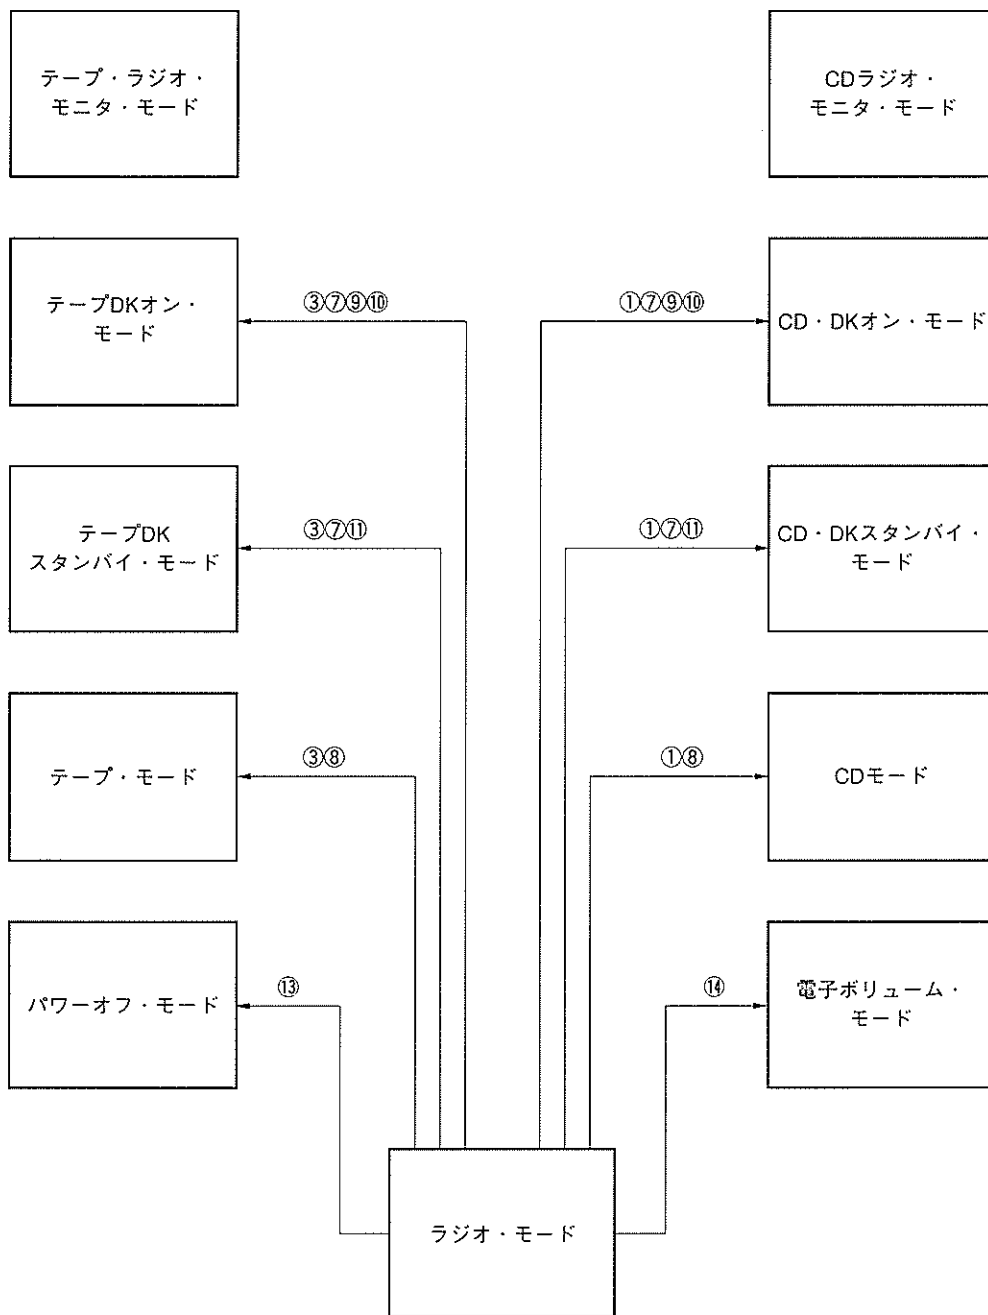 テープ・ラジオ・
モニタ・モード
CDラジオ・
モニタ・モード
テープDKオン・
モード
③⑦⑨⑩
①⑦⑨⑩
CD・DKオン・モード
テープDK
スタンバイ・モード
③⑦⑪
①⑦⑪
CD・DKスタンバイ・
モード
テープ・モード
③⑧
①⑧
CDモード
パワーオフ・モード
⑬
⑭
電子ボリューム・
モード
ラジオ・モード